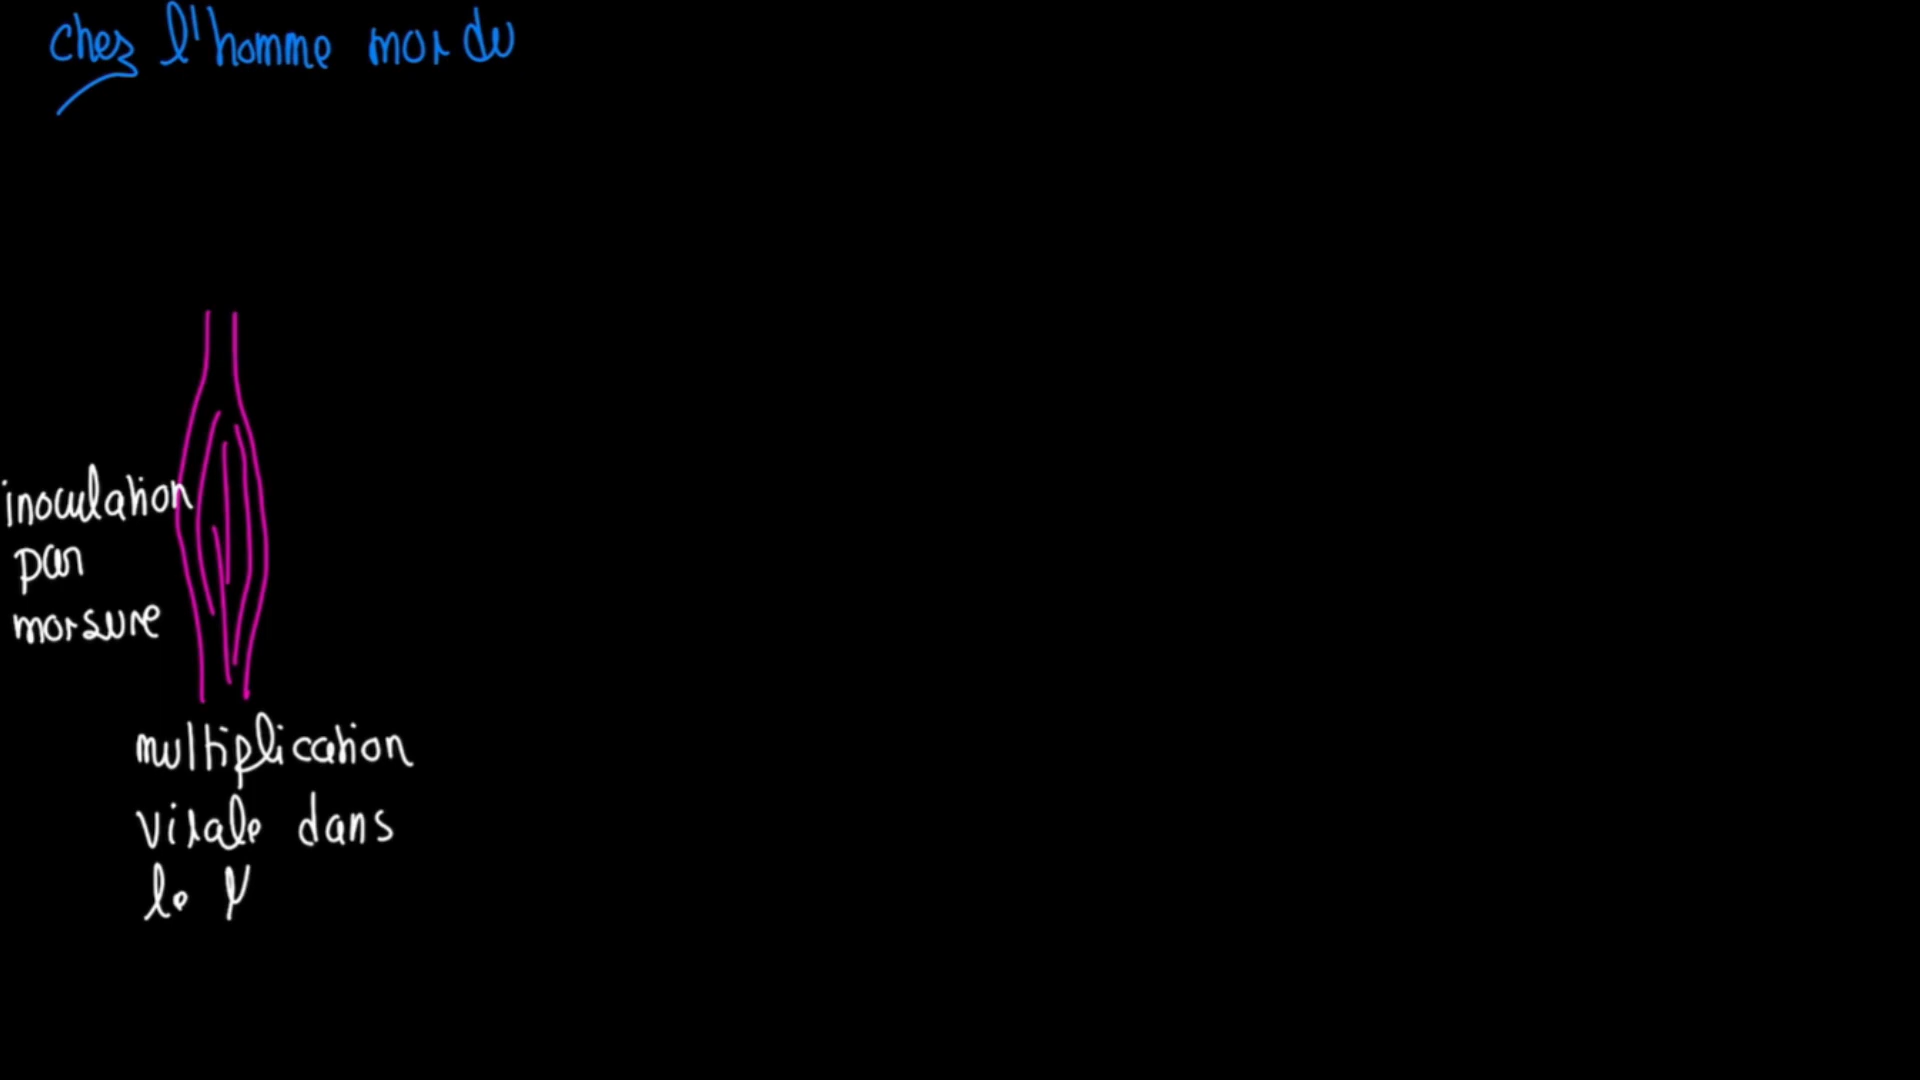 chez l'homme mordu
inoculation
par
morsure
multiplication
virale dans
le